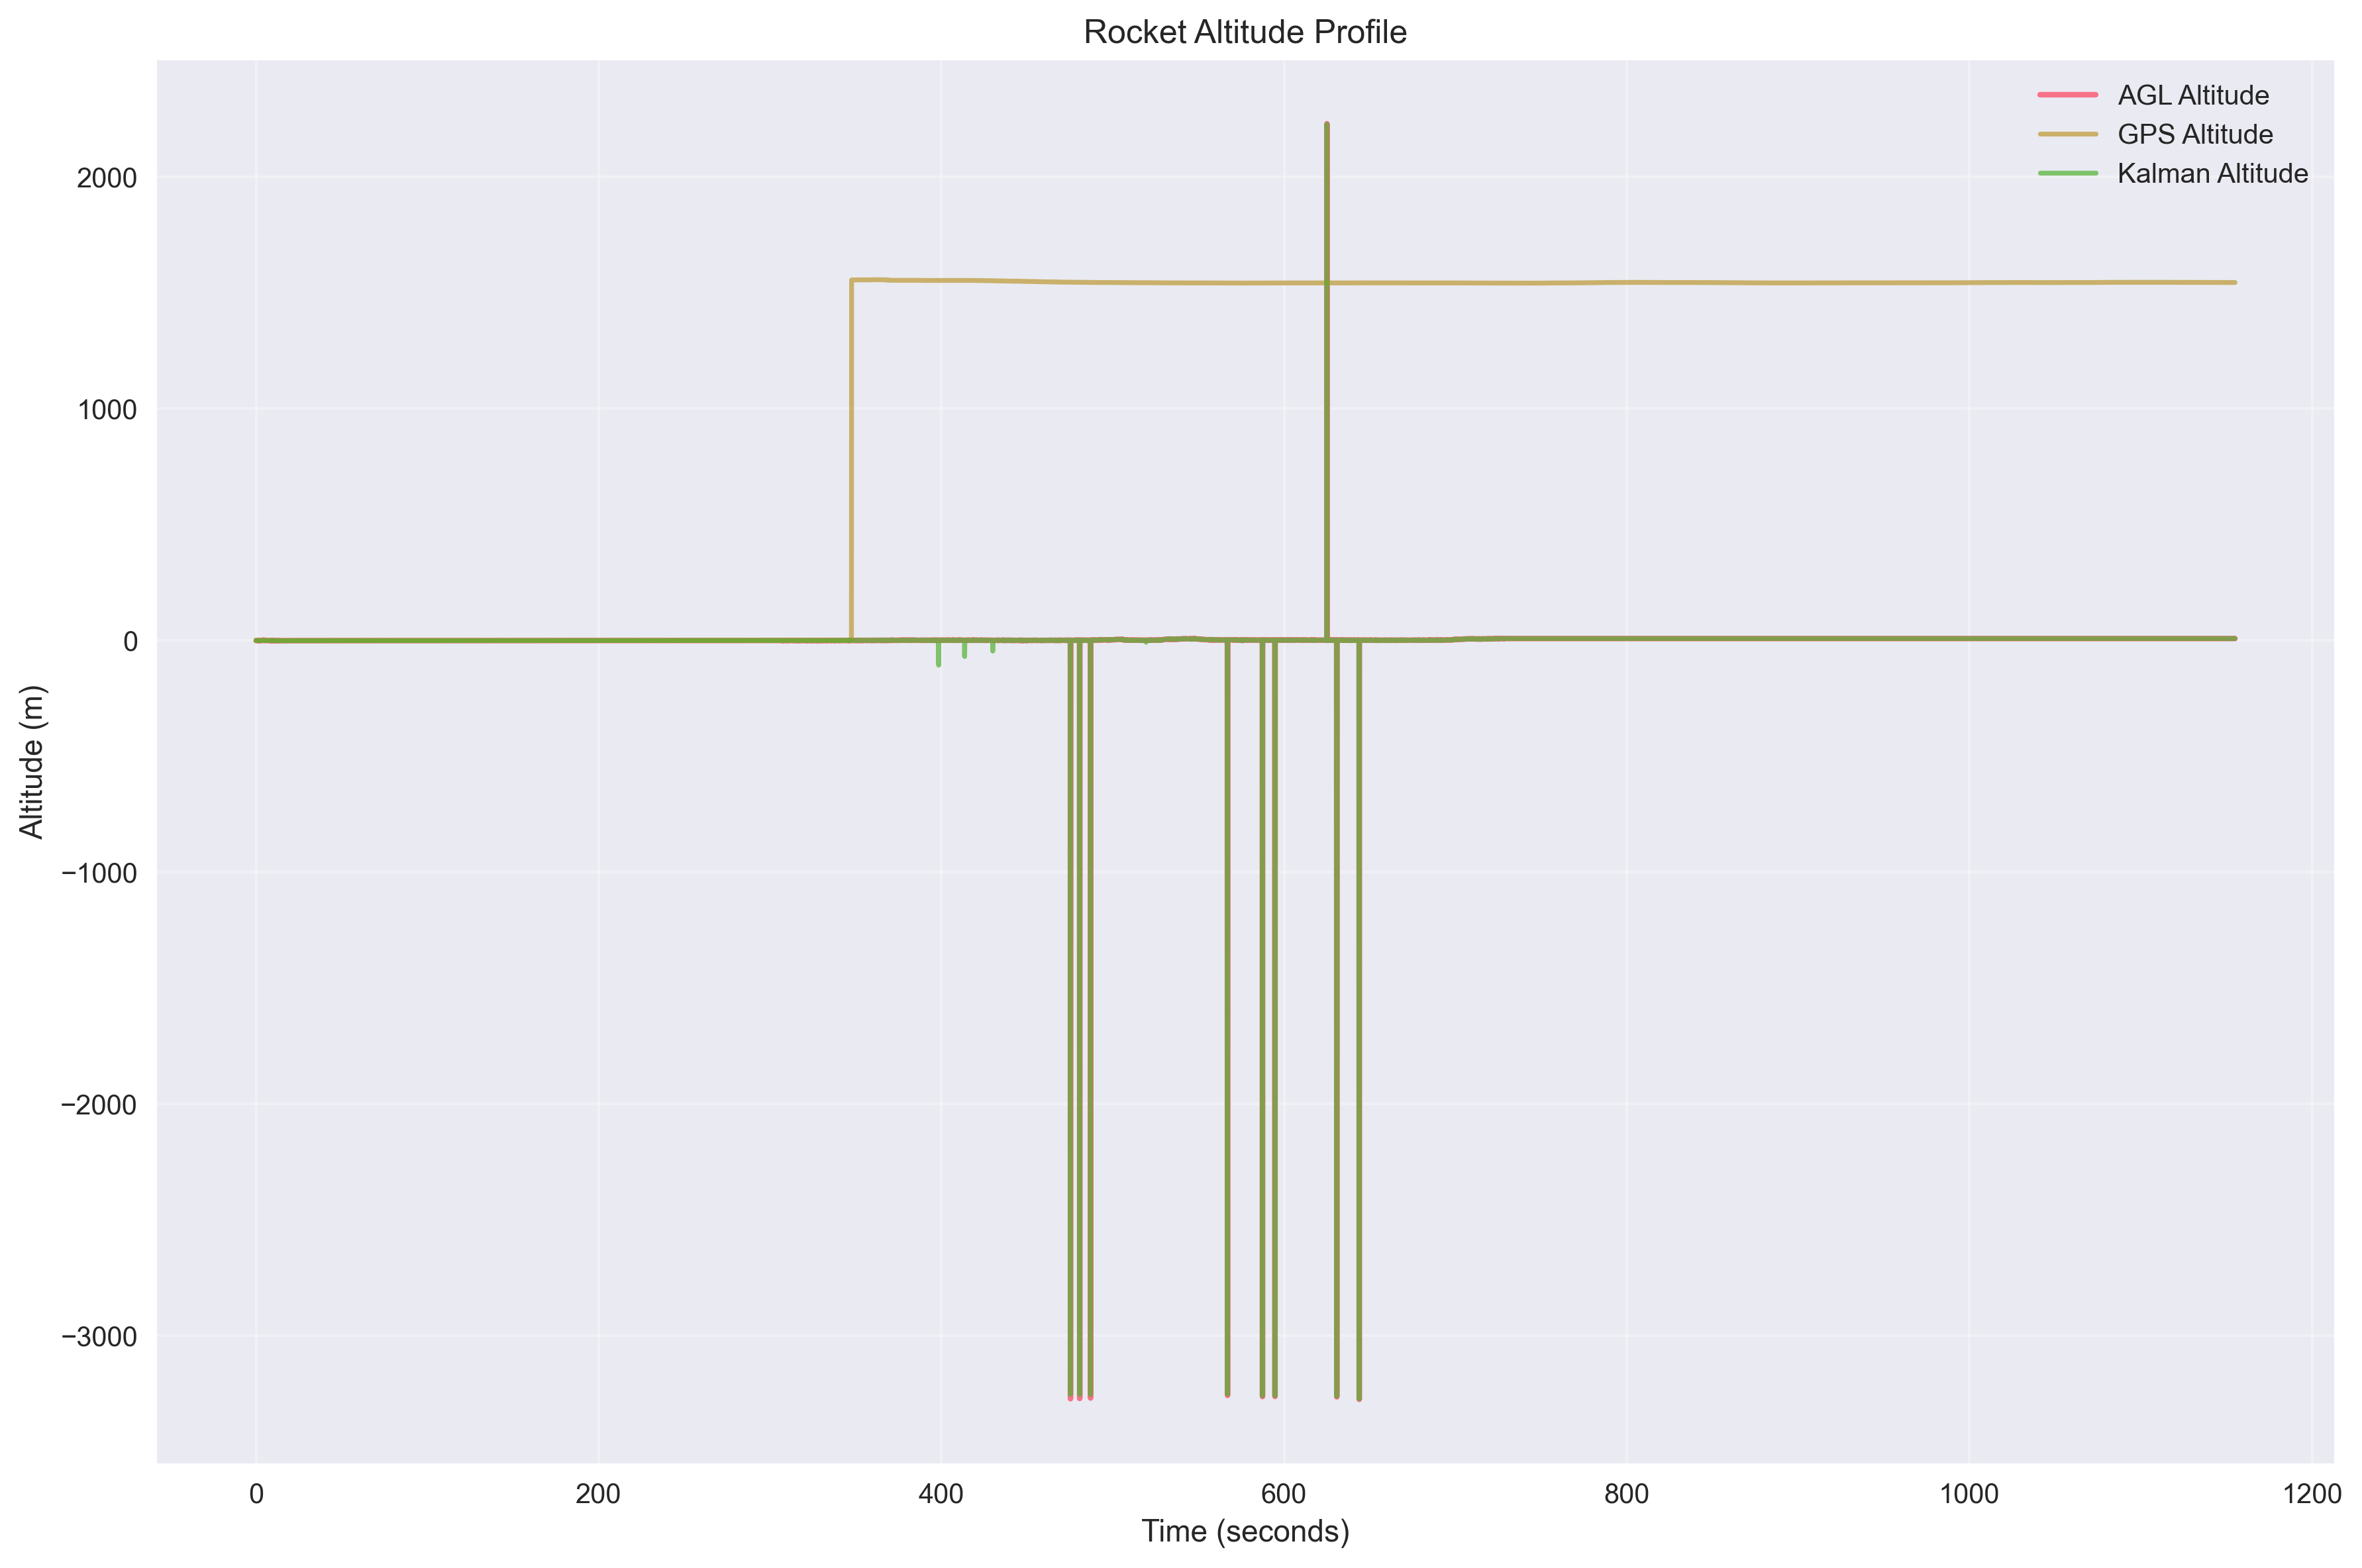 Rocket Altitude Profile
AGL Altitude
GPS Altitude
Kalman Altitude
2000
1000
0
−1000
−2000
−3000
Altitude (m)
0 200 400 600 800 1000 1200
Time (seconds)